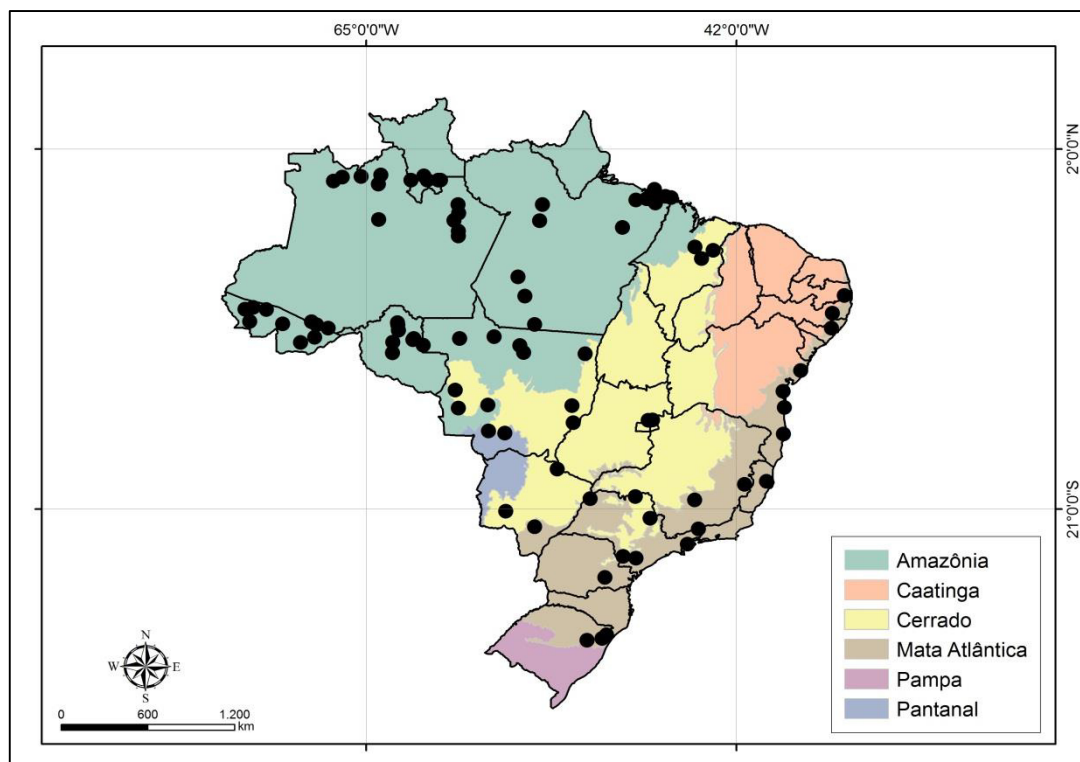 65°0'0"W 42°0'0"W
2°0'0"N
21°0'0"S
Amazônia
Caatinga
Cerrado
Mata Atlântica
Pampa
Pantanal
N
W E
S
0 600 1.200
km